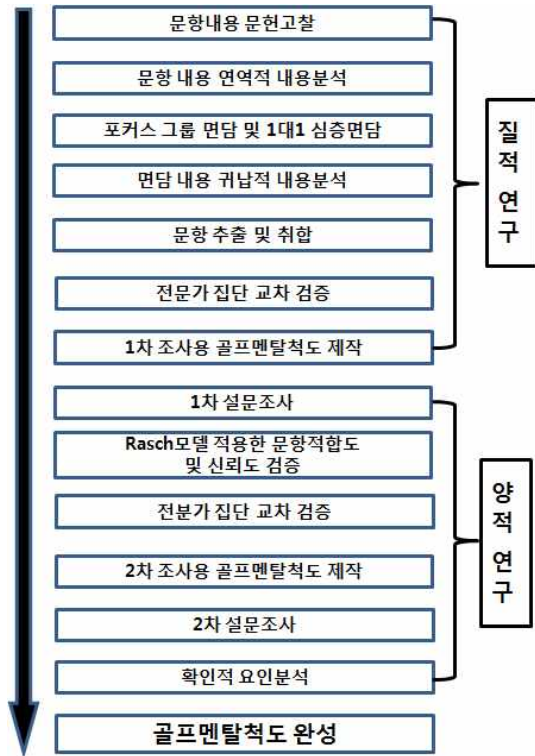 문항내용 문헌고찰
문항 내용 연역적 내용분석
포커스 그룹 면담 및 1대1 심층면담
면담 내용 귀납적 내용분석
문항 추출 및 취합
전문가 집단 교차 검증
1차 조사용 골프멘탈척도 제작
질적 연구
1차 설문조사
Rasch모델 적용한 문항적합도
및 신뢰도 검증
전분가 집단 교차 검증
2차 조사용 골프멘탈척도 제작
2차 설문조사
확인적 요인분석
양적 연구
골프멘탈척도 완성